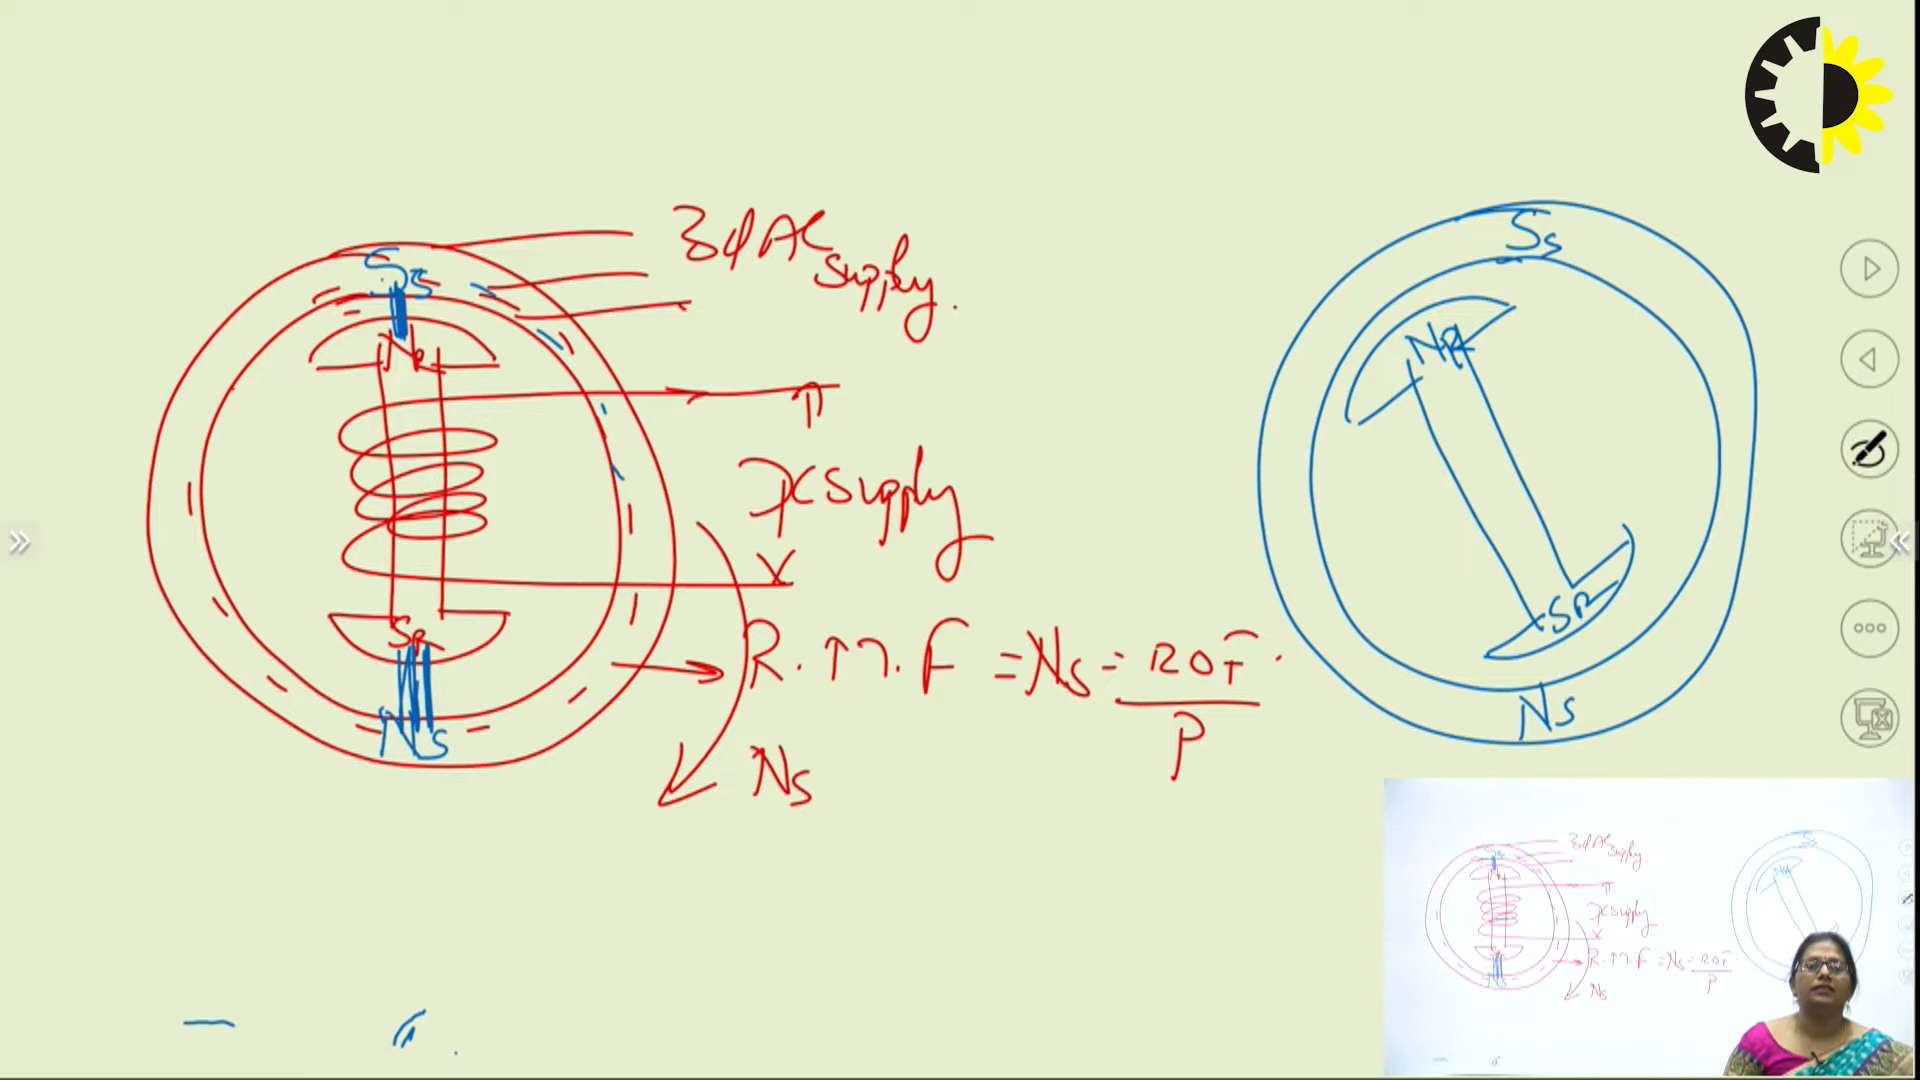 3φ AC
supply.
Ss
NR
DC supply
SR
Ns
R.M.F = Ns = 120F
P
Ns
Ss
NR
SR
Ns